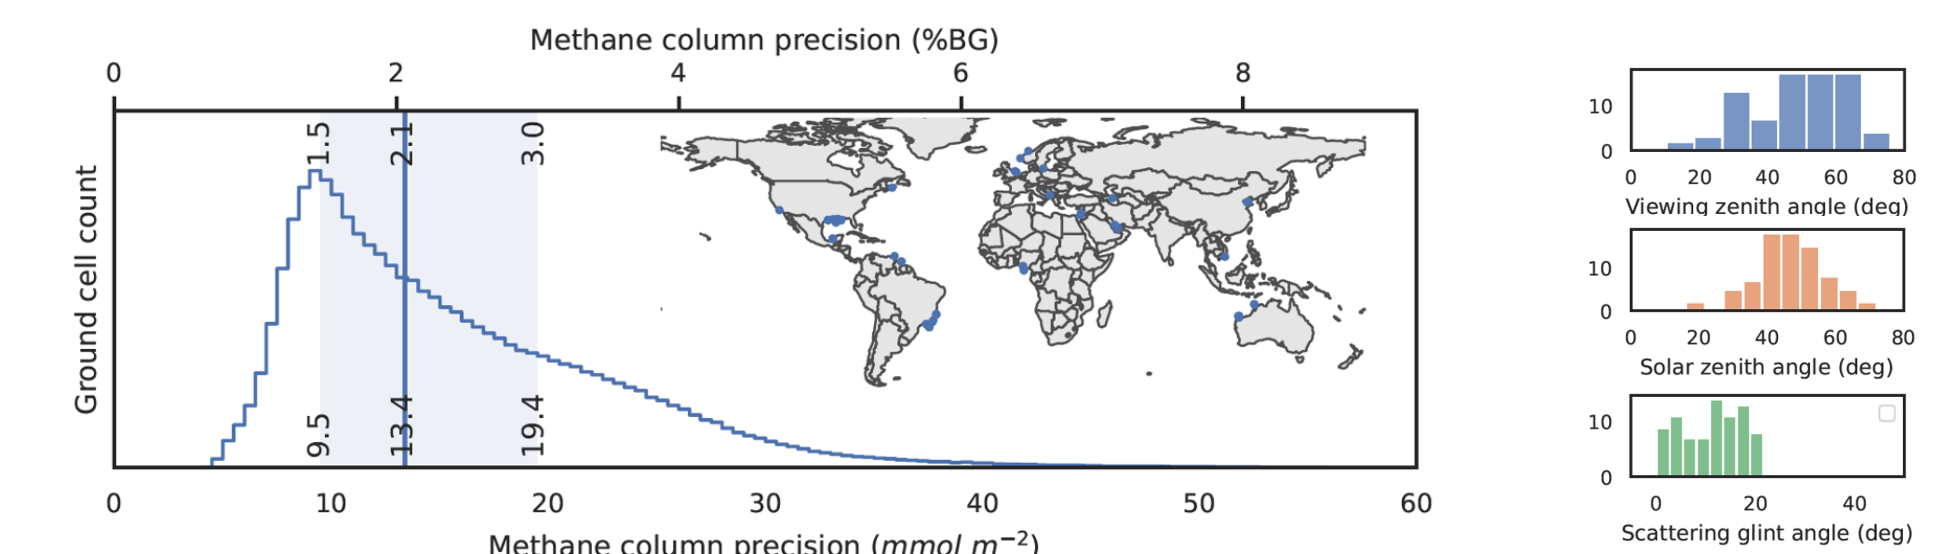 Methane column precision (%BG)
0 2 4 6 8
1.5 2.1 3.0
Ground cell count
9.5 13.4 19.4
0 10 20 30 40 50 60
Methane column precision (mmol m⁻²)
10
0
0 20 40 60 80
Viewing zenith angle (deg)
10
0
0 20 40 60 80
Solar zenith angle (deg)
10
0
0 20 40
Scattering glint angle (deg)